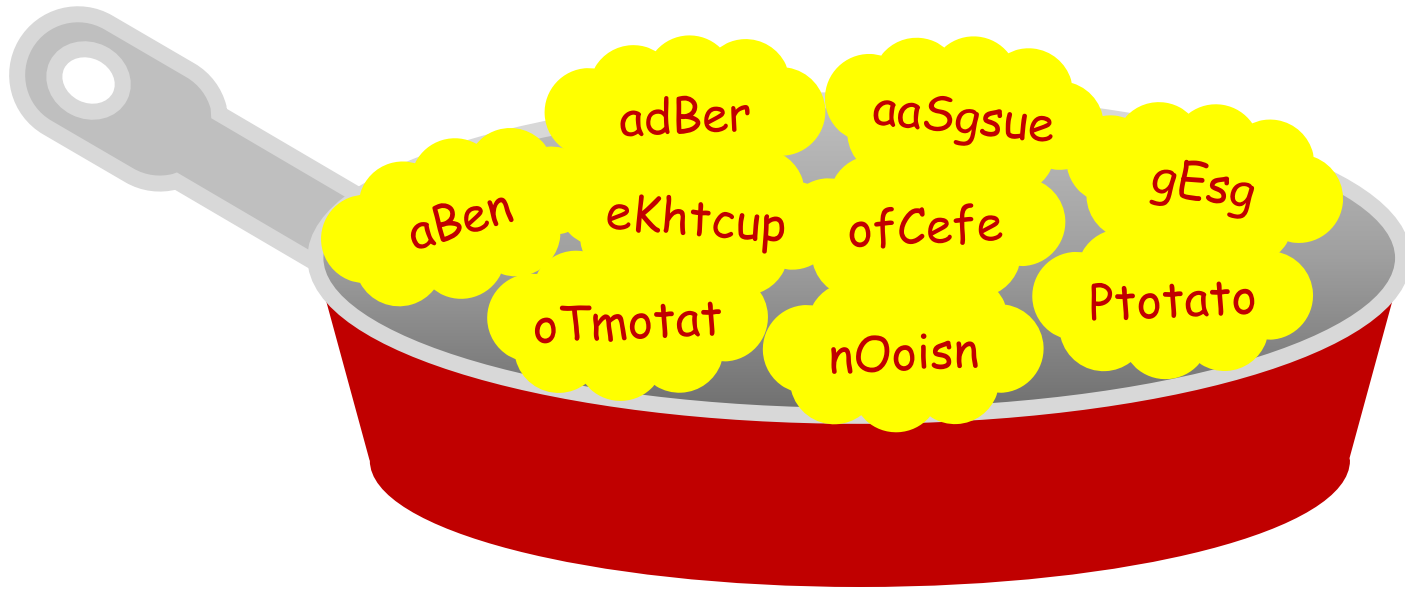 adBer
aaSgsue
gEsg
aBen
eKhtcup
ofCefe
oTmotat
nOoisn
Ptotato